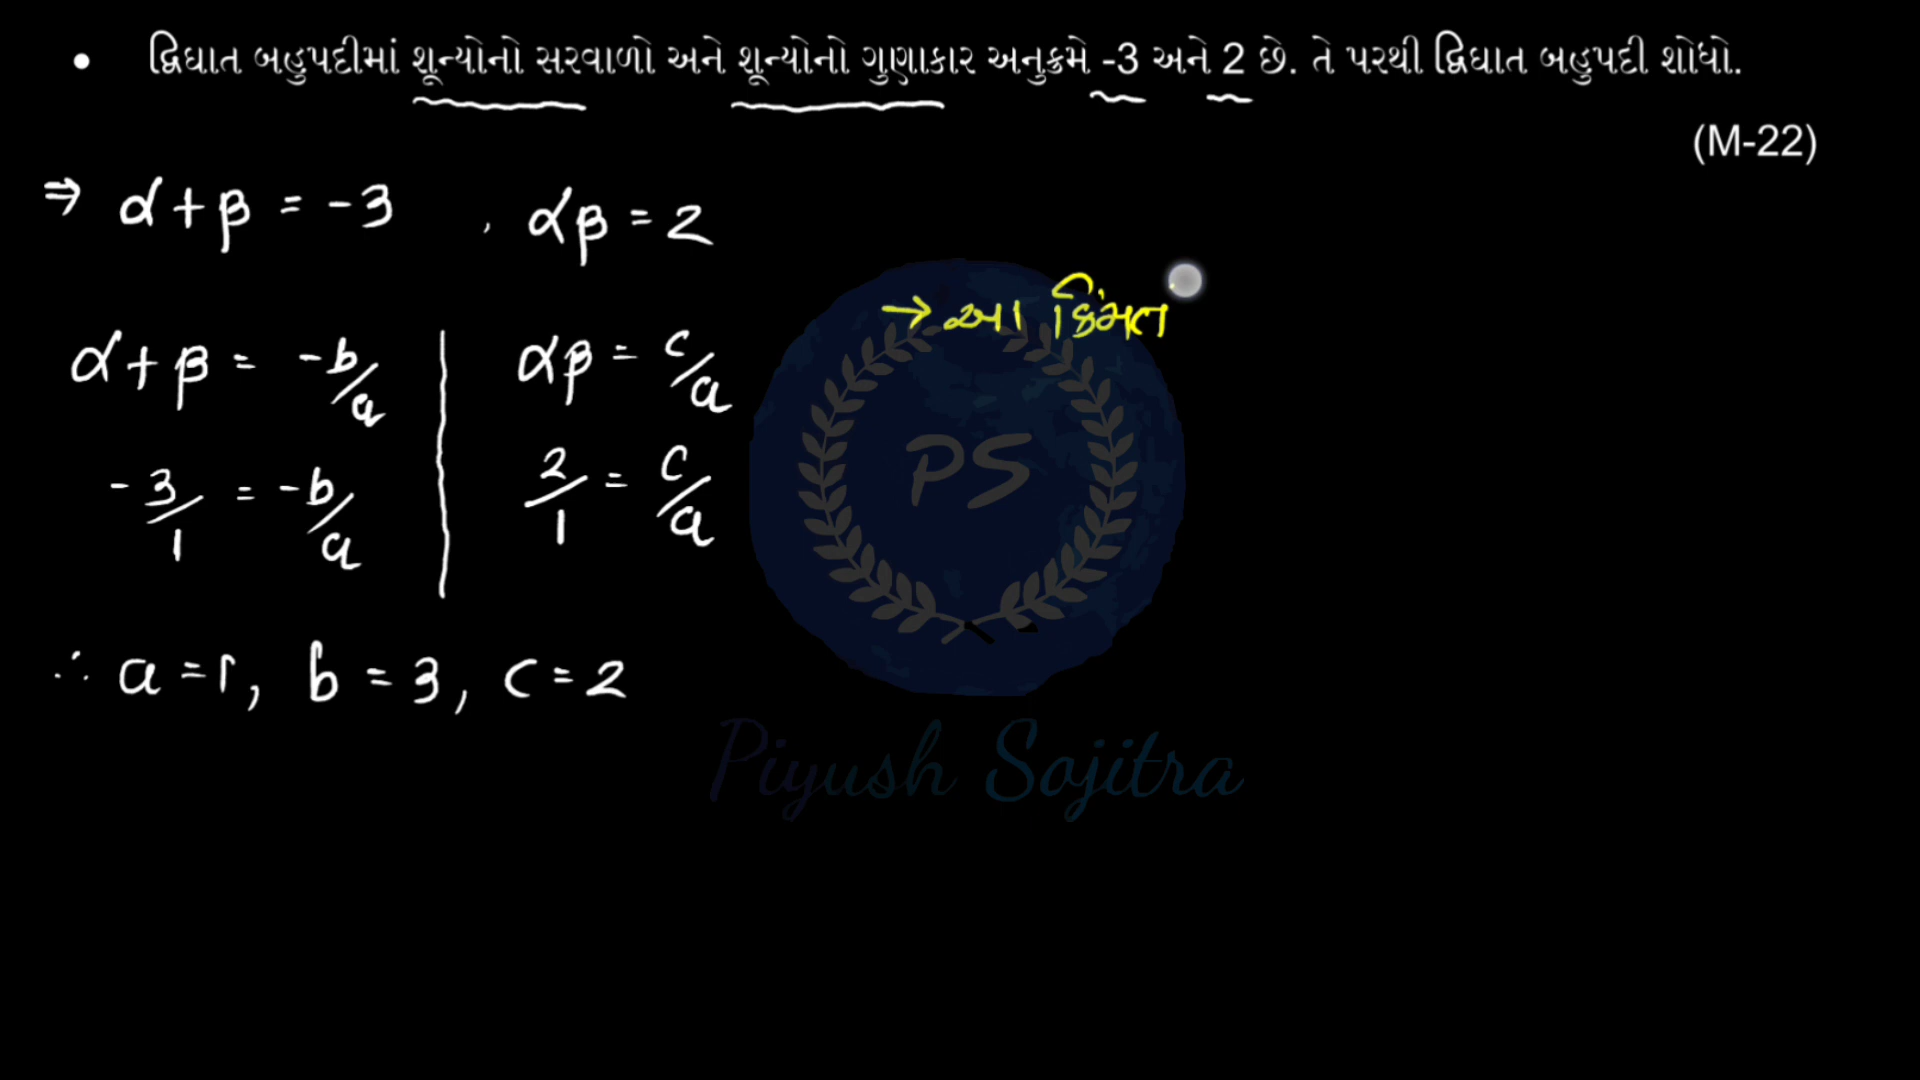 • દ્વિઘાત બહુપદીમાં શૂન્યોનો સરવાળો અને શૂન્યોનો ગુણાકાર અનુક્રમે -3 અને 2 છે. તે પરથી દ્વિઘાત બહુપદી શોધો.
(M-22)
⇒ α+β = -3 , αβ = 2
→ આ કિંમત
α+β = -b/a | αβ = c/a
-3/1 = -b/a | 2/1 = c/a
PS
∴ a=1, b=3, c=2
Piyush Sojitra